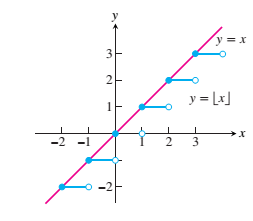 y
y = x
3
2
y = ⌊x⌋
1
x
−2 −1 1 2 3
−2